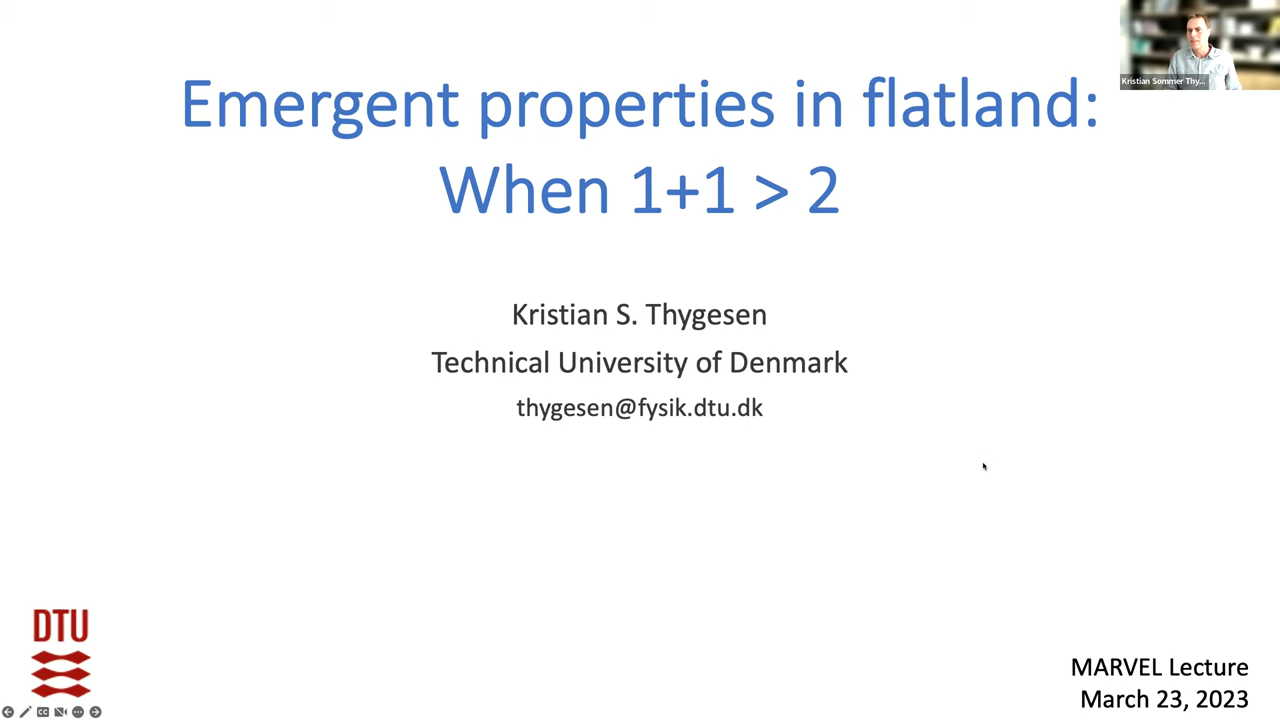 Emergent properties in flatland:
When 1+1 > 2
Kristian Sommer Thy...
Kristian S. Thygesen
Technical University of Denmark
thygesen@fysik.dtu.dk
DTU
CC
MARVEL Lecture
March 23, 2023